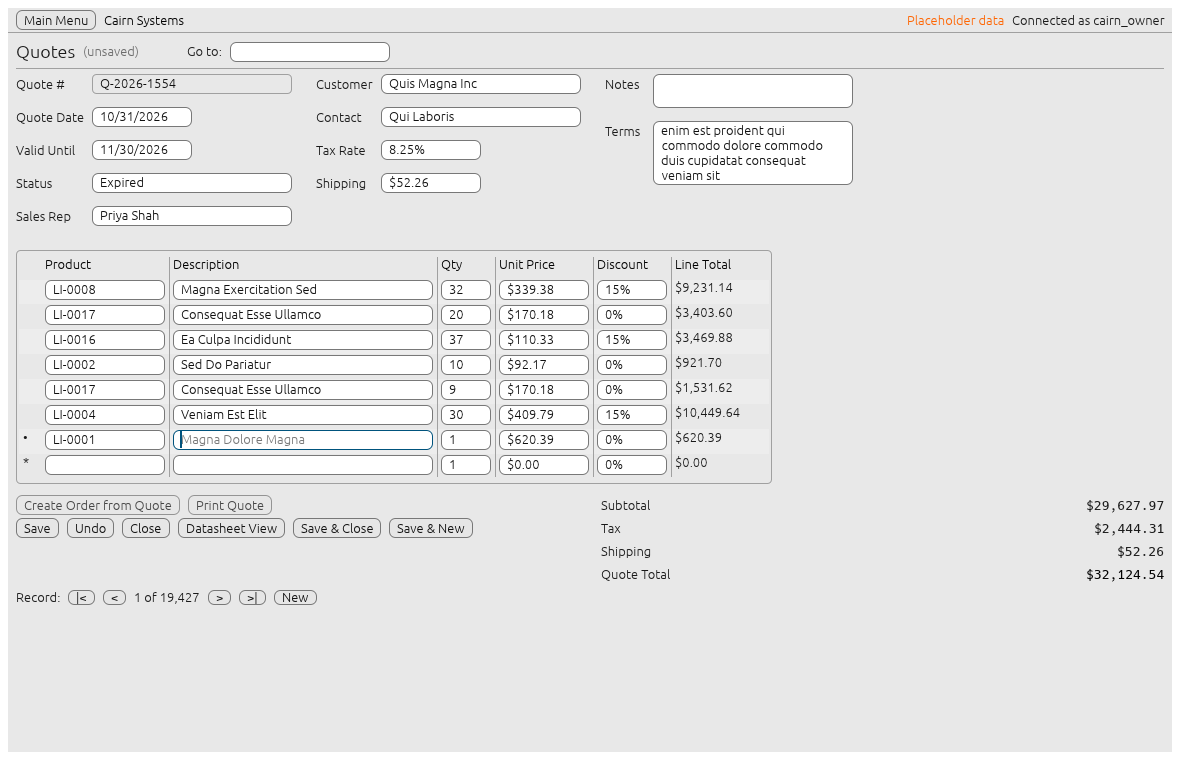 Main Menu Cairn Systems Placeholder data Connected as cairn_owner
Quotes (unsaved) Go to:
Quote # Q-2026-1554 Customer Quis Magna Inc Notes
Quote Date 10/31/2026 Contact Qui Laboris Terms enim est proident qui
commodo dolore commodo
duis cupidatat consequat
veniam sit
Valid Until 11/30/2026 Tax Rate 8.25%
Status Expired Shipping $52.26
Sales Rep Priya Shah
Product Description Qty Unit Price Discount Line Total
LI-0008 Magna Exercitation Sed 32 $339.38 15% $9,231.14
LI-0017 Consequat Esse Ullamco 20 $170.18 0% $3,403.60
LI-0016 Ea Culpa Incididunt 37 $110.33 15% $3,469.88
LI-0002 Sed Do Pariatur 10 $92.17 0% $921.70
LI-0017 Consequat Esse Ullamco 9 $170.18 0% $1,531.62
LI-0004 Veniam Est Elit 30 $409.79 15% $10,449.64
• LI-0001 Magna Dolore Magna 1 $620.39 0% $620.39
* 1 $0.00 0% $0.00
Create Order from Quote Print Quote Subtotal $29,627.97
Save Undo Close Datasheet View Save & Close Save & New Tax $2,444.31
Shipping $52.26
Quote Total $32,124.54
Record: |< < 1 of 19,427 > >| New